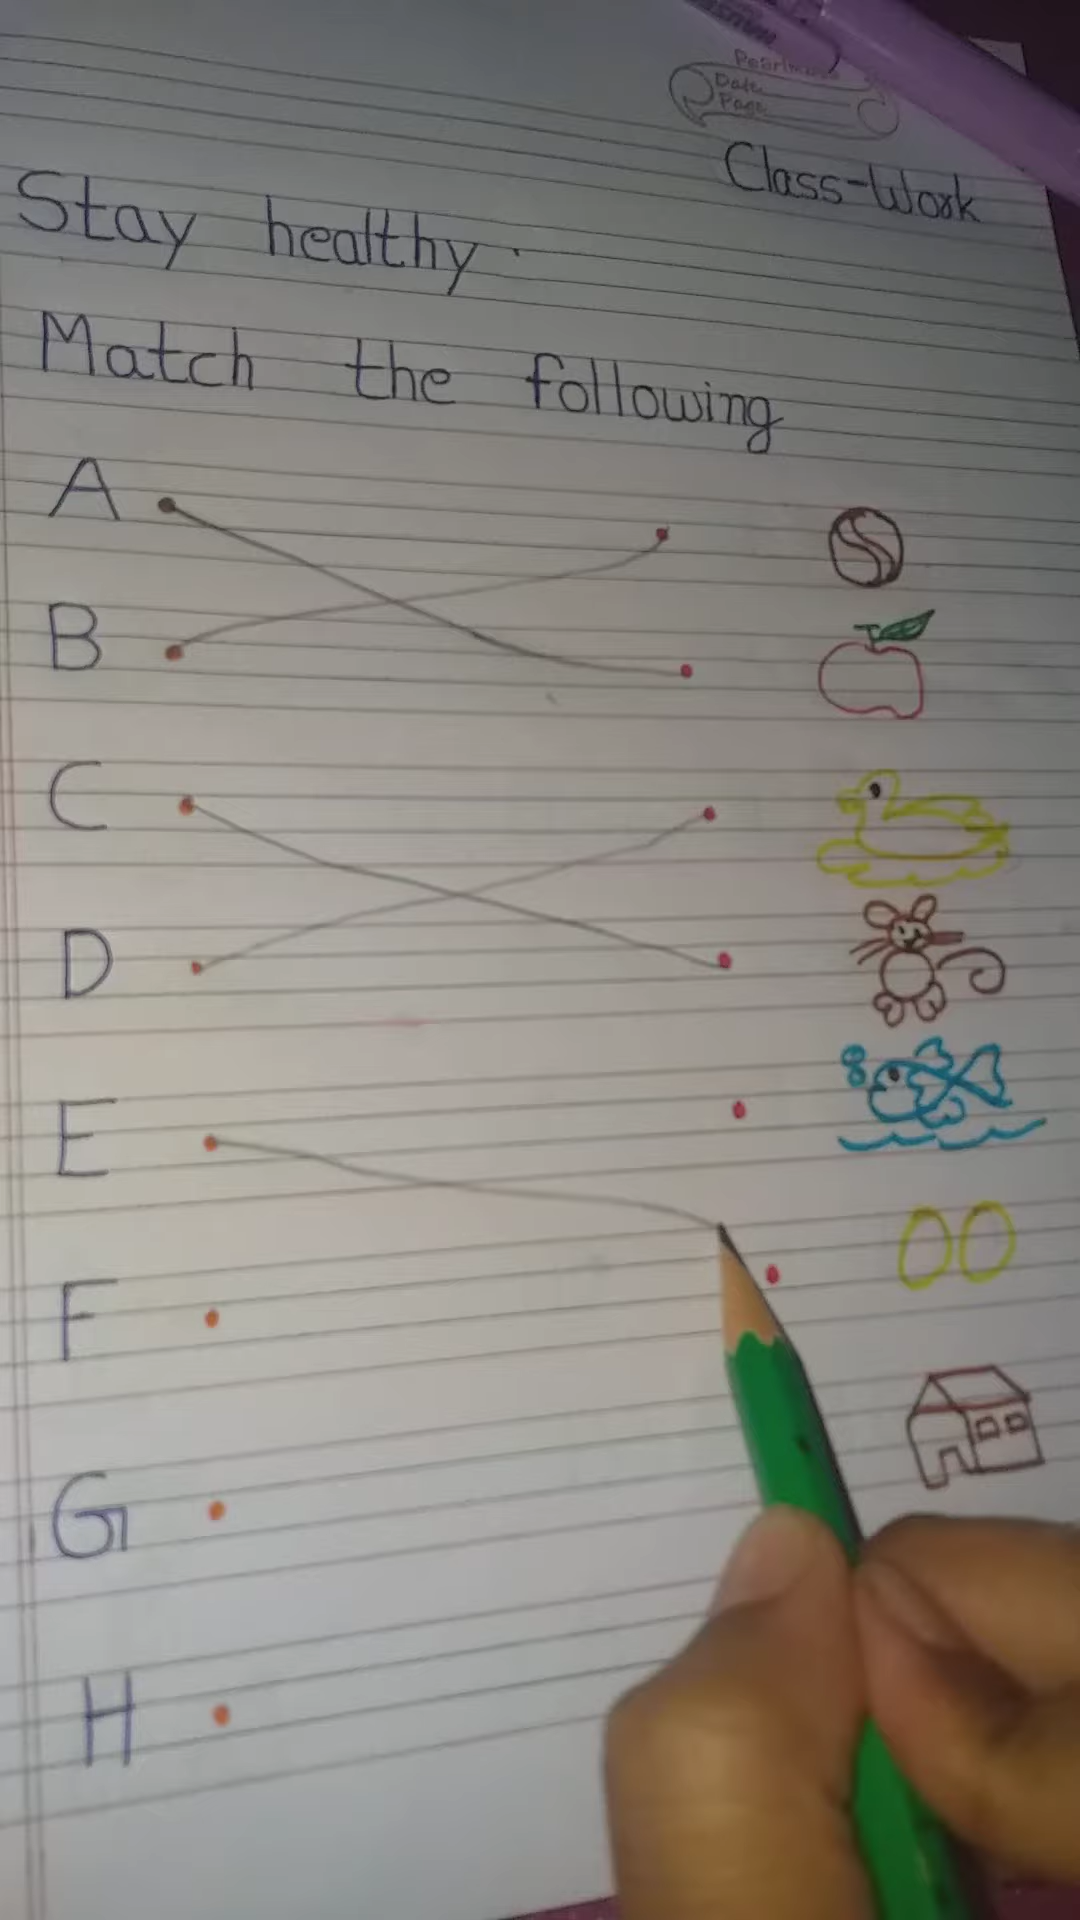 Date
Page
Class-Work
Stay healthy.
Match the following
A
B
C
D
E
F
G
H